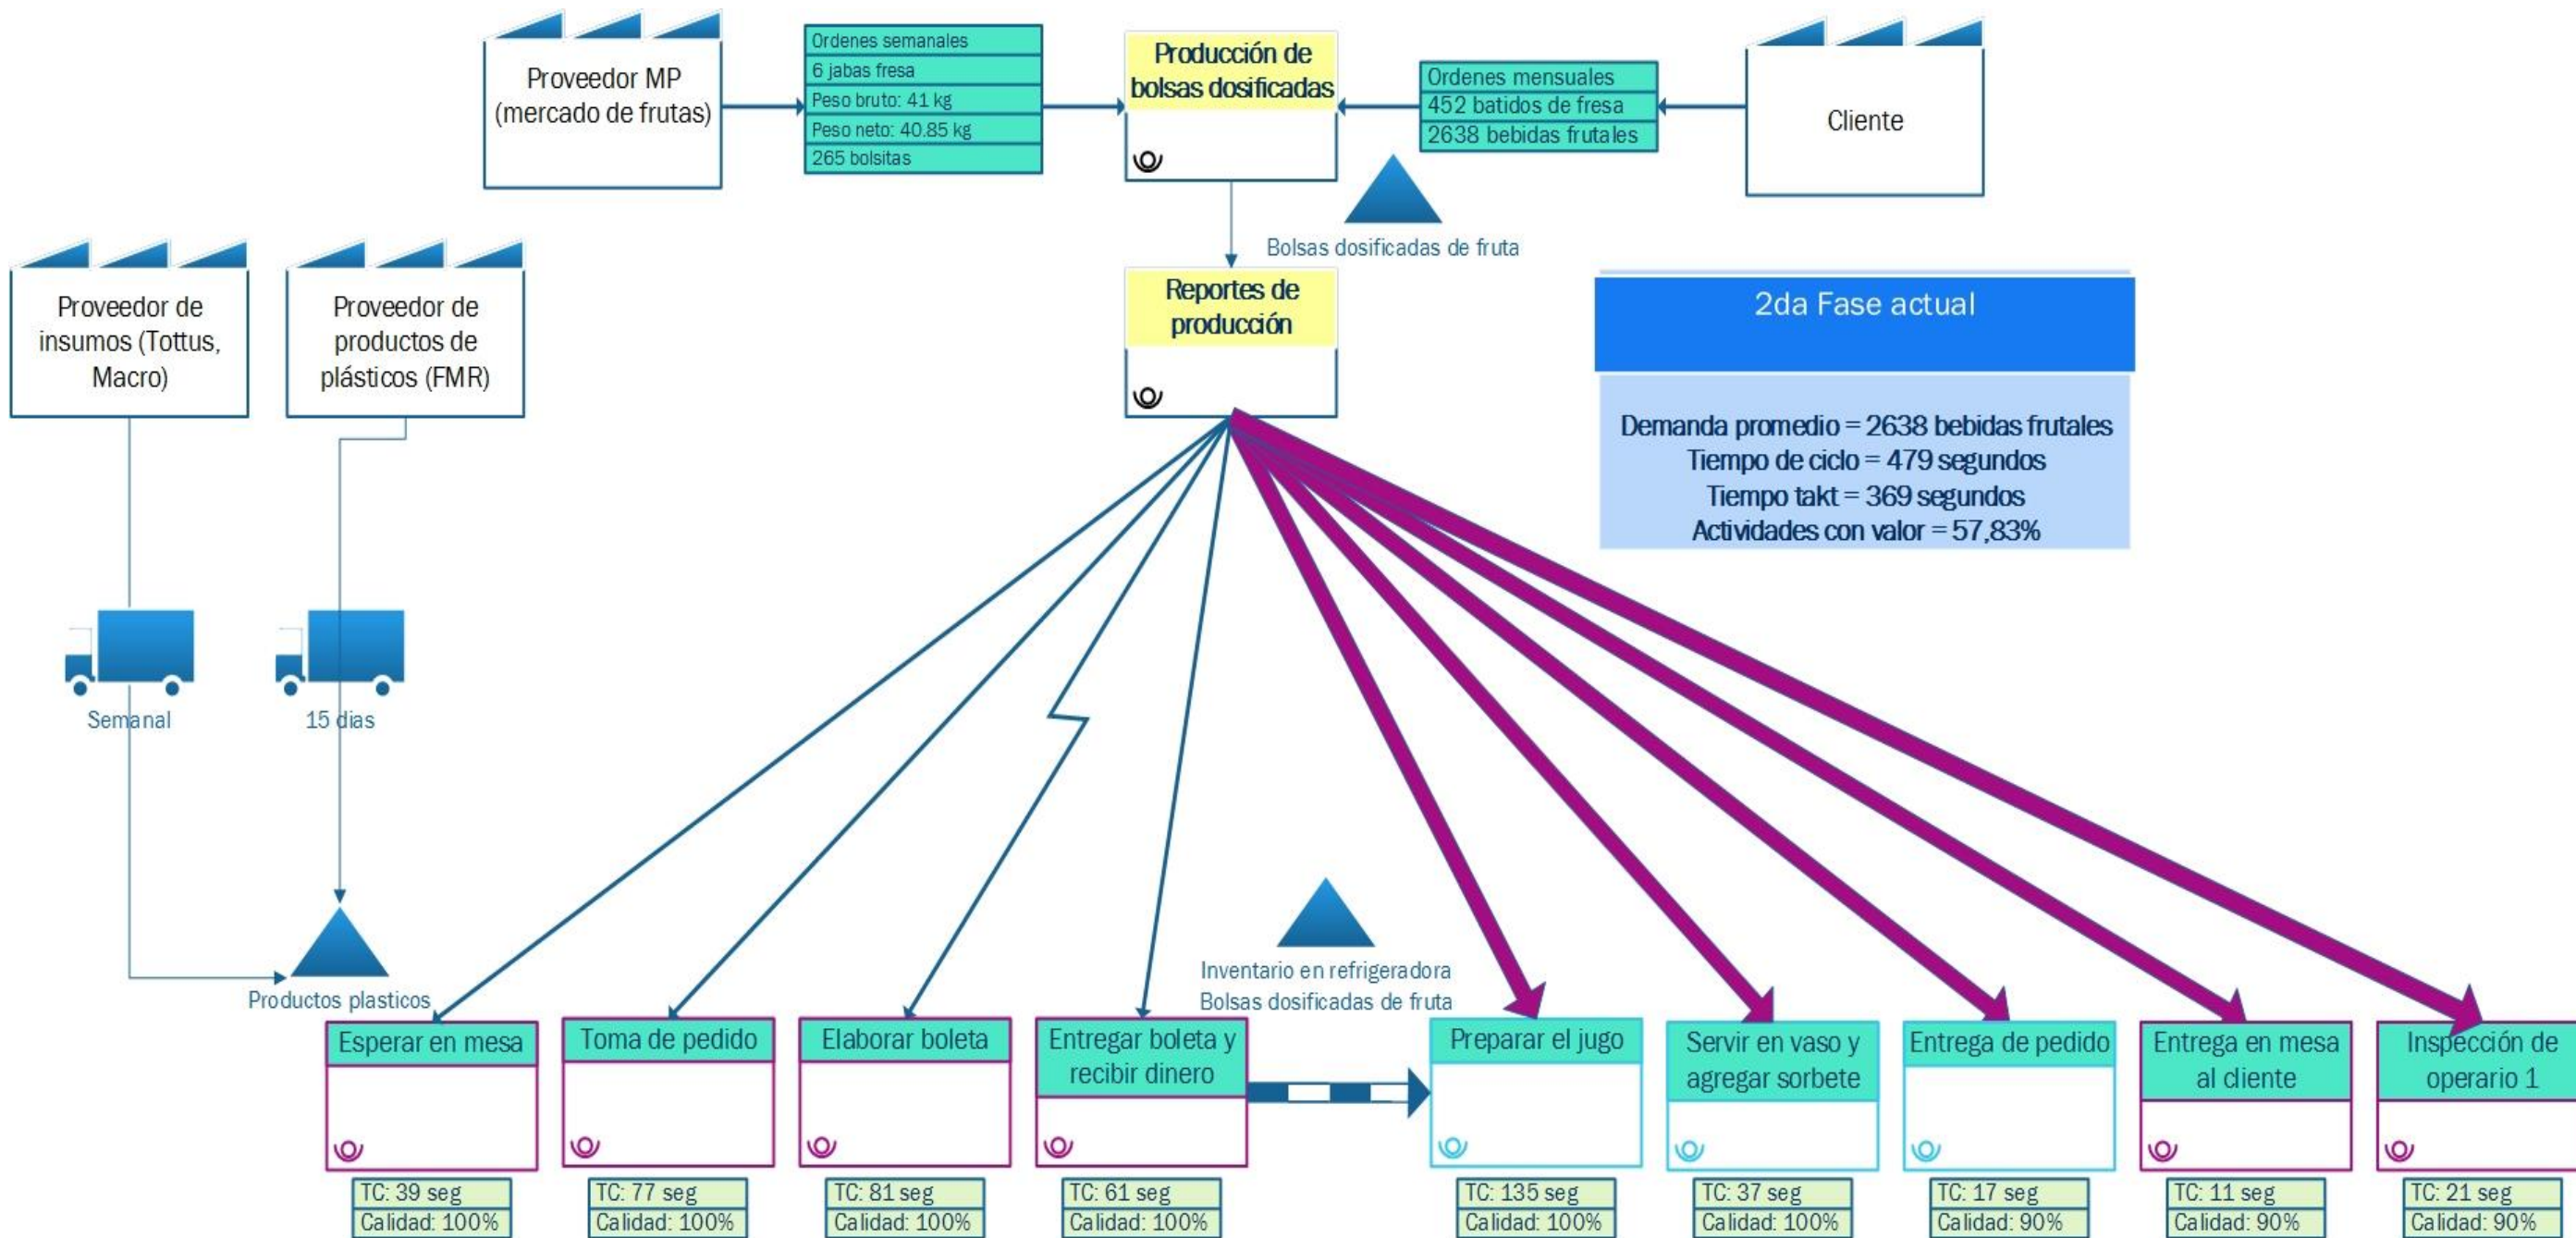 Proveedor MP
(mercado de frutas)
Ordenes semanales
6 jabas fresa
Peso bruto: 41 kg
Peso neto: 40.85 kg
265 bolsitas
Producción de
bolsas dosificadas
Ordenes mensuales
452 batidos de fresa
2638 bebidas frutales
Cliente
Bolsas dosificadas de fruta
Proveedor de
insumos (Tottus,
Macro)
Proveedor de
productos de
plásticos (FMR)
Reportes de
producción
2da Fase actual
Demanda promedio = 2638 bebidas frutales
Tiempo de ciclo = 479 segundos
Tiempo takt = 369 segundos
Actividades con valor = 57,83%
Semanal
15 dias
Productos plasticos
Inventario en refrigeradora
Bolsas dosificadas de fruta
Esperar en mesa
TC: 39 seg
Calidad: 100%
Toma de pedido
TC: 77 seg
Calidad: 100%
Elaborar boleta
TC: 81 seg
Calidad: 100%
Entregar boleta y
recibir dinero
TC: 61 seg
Calidad: 100%
Preparar el jugo
TC: 135 seg
Calidad: 100%
Servir en vaso y
agregar sorbete
TC: 37 seg
Calidad: 100%
Entrega de pedido
TC: 17 seg
Calidad: 90%
Entrega en mesa
al cliente
TC: 11 seg
Calidad: 90%
Inspección de
operario 1
TC: 21 seg
Calidad: 90%